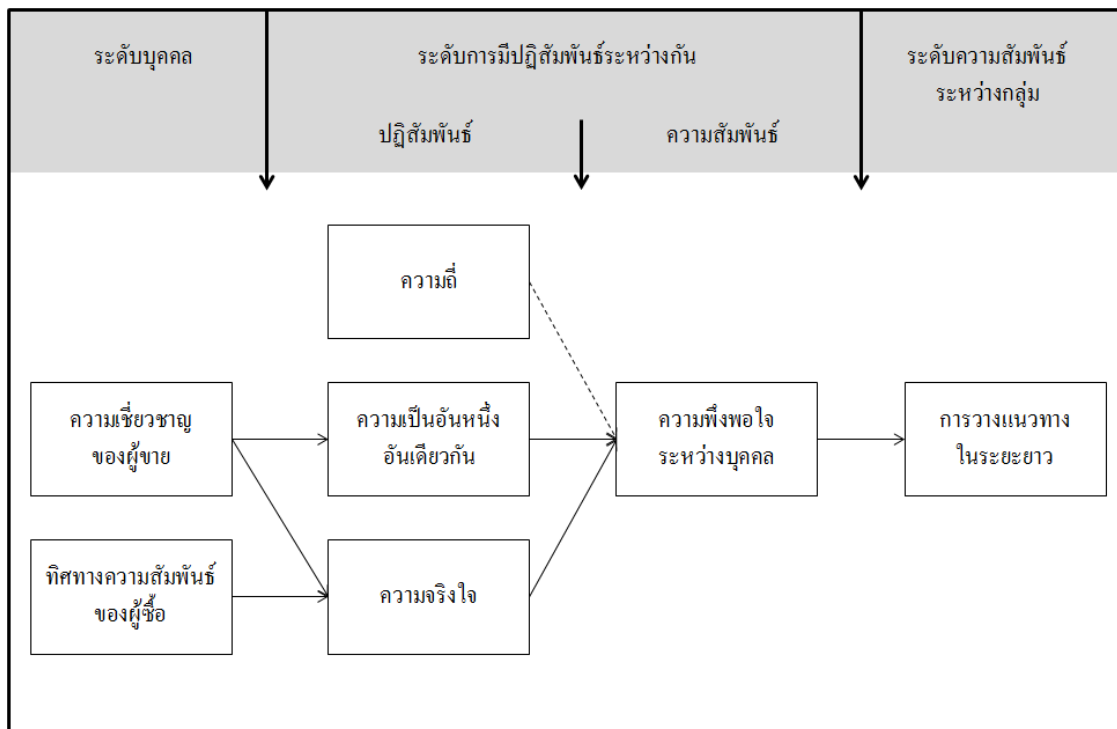 ระดับบุคคล
ระดับการมีปฏิสัมพันธ์ระหว่างกัน
ระดับความสัมพันธ์
ระหว่างกลุ่ม
ปฏิสัมพันธ์
ความสัมพันธ์
ความถี่
ความเชี่ยวชาญ
ของผู้ขาย
ความเป็นอันหนึ่ง
อันเดียวกัน
ความพึงพอใจ
ระหว่างบุคคล
การวางแนวทาง
ในระยะยาว
ทิศทางความสัมพันธ์
ของผู้ซื้อ
ความจริงใจ